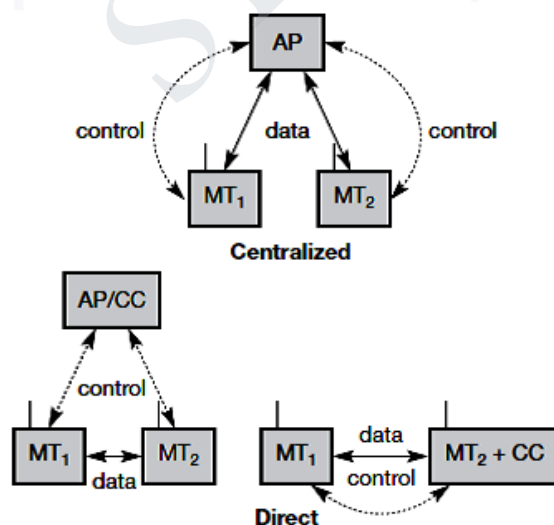 AP
control
data
control
MT₁
MT₂
Centralized
AP/CC
control
MT₁
MT₂
data
MT₁
data
control
MT₂ + CC
Direct